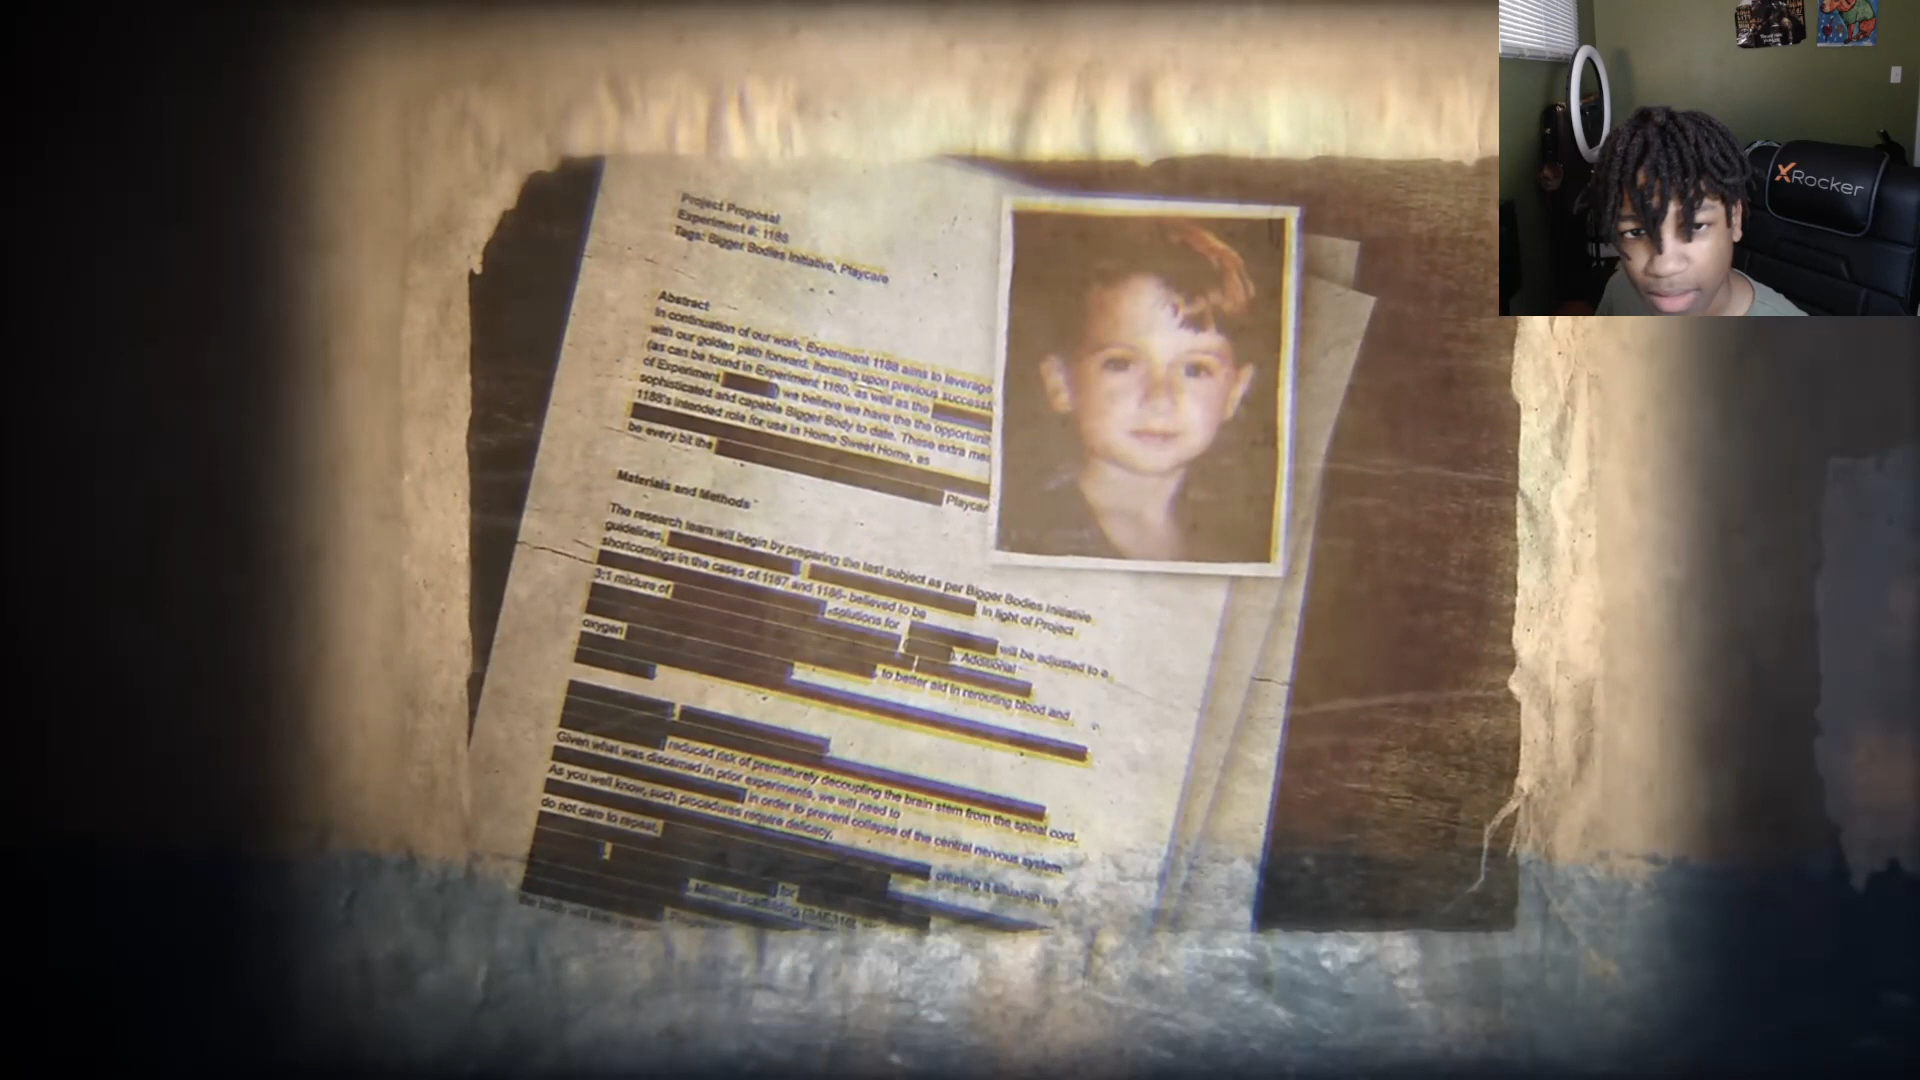 Project Proposal
Experiment #: 1188
Tags: Bigger Bodies Initiative, Playcare
Abstract
In continuation of our work, Experiment 1188 aims to leverage
with our golden path forward. Iterating upon previous success
(as can be found in Experiment 1160, as well as the
of Experiment we believe we have the the opportunit
sophisticated and capable Bigger Body to date. These extra me
1188's intended role for use in Home Sweet Home, as
be every bit the
Playcar
Materials and Methods
The research team will begin by preparing the test subject as per Bigger Bodies Initiative
guidelines, In light of Project
shortcomings in the cases of 1187 and 1186- believed to be
will be adjusted to a
3:1 mixture of solutions for
). Additional
oxygen , to better aid in rerouting blood and
reduced risk of prematurely decoupling the brain stem from the spinal cord.
Given what was discerned in prior experiments, we will need to
in order to prevent collapse of the central nervous system.
As you well know, such procedures require delicacy,
creating a situation we
do not care to repeat,
for
XRocker